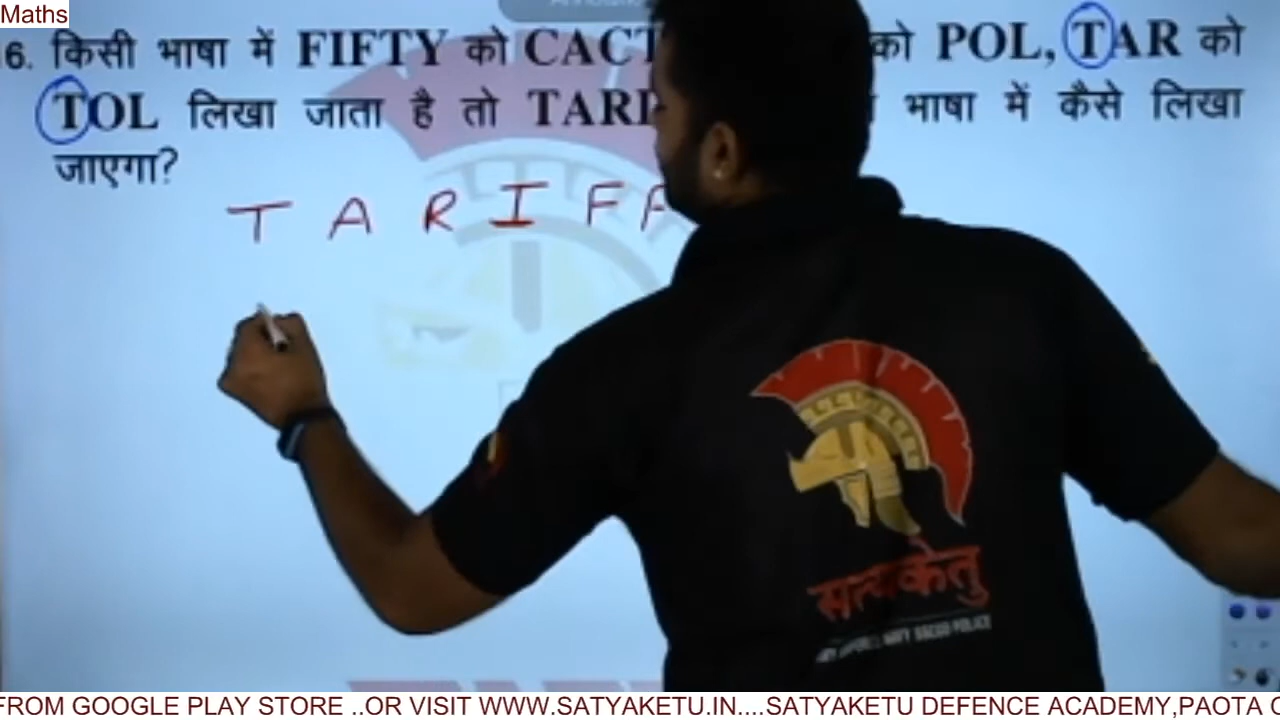 Maths
6. किसी भाषा में FIFTY को CACT को POL, TAR को
TOL लिखा जाता है तो TARI भाषा में कैसे लिखा
जाएगा?
T A R I F F
सत्यकेतु
FROM GOOGLE PLAY STORE ..OR VISIT WWW.SATYAKETU.IN....SATYAKETU DEFENCE ACADEMY,PAOTA